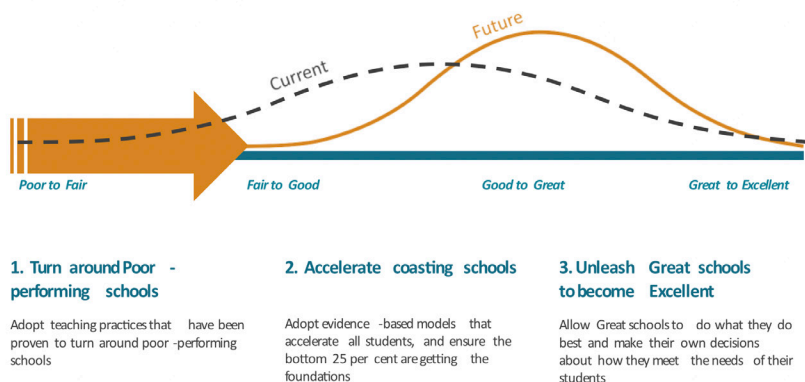 Future
Current
Poor to Fair
Fair to Good
Good to Great
Great to Excellent
1. Turn around Poor -
performing schools
Adopt teaching practices that have been
proven to turn around poor -performing
schools
2. Accelerate coasting schools
Adopt evidence -based models that
accelerate all students, and ensure the
bottom 25 per cent are getting the
foundations
3. Unleash Great schools
to become Excellent
Allow Great schools to do what they do
best and make their own decisions
about how they meet the needs of their
students